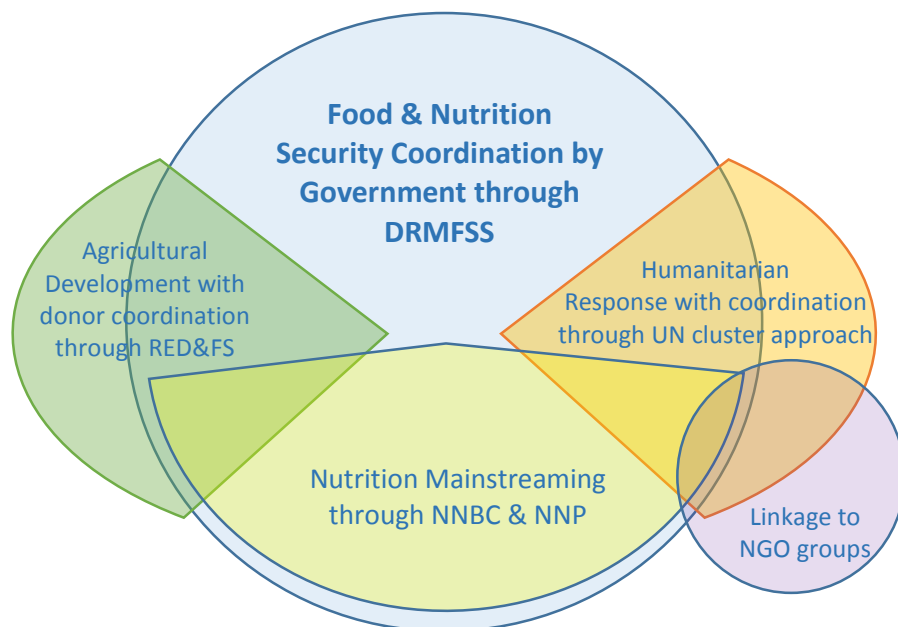 Food & Nutrition
Security Coordination by
Government through
DRMFSS
Agricultural
Development with
donor coordination
through RED&FS
Humanitarian
Response with coordination
through UN cluster approach
Nutrition Mainstreaming
through NNBC & NNP
Linkage to
NGO groups